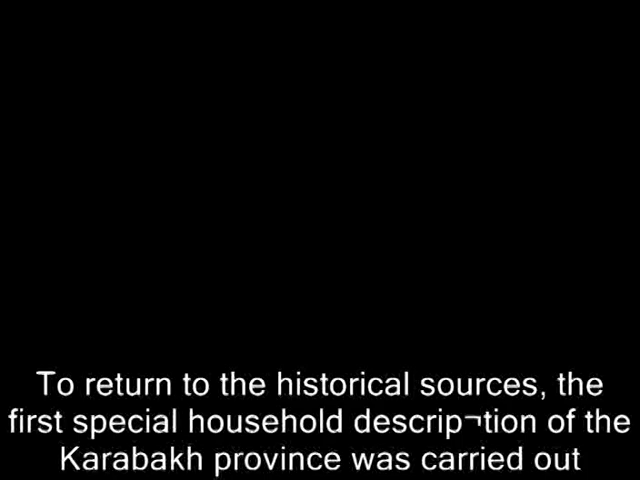 To return to the historical sources, the
first special household descrip¬tion of the
Karabakh province was carried out